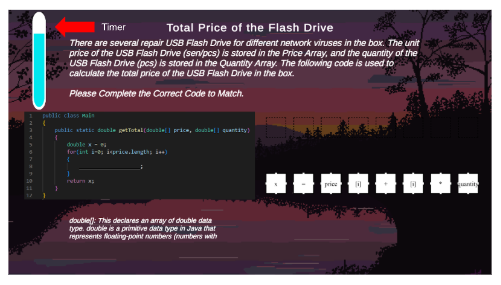 Timer
Total Price of the Flash Drive
There are several repair USB Flash Drive for different network viruses in the box. The unit
price of the USB Flash Drive (sen/pcs) is stored in the Price Array, and the quantity of the
USB Flash Drive (pcs) is stored in the Quantity Array. The following code is used to
calculate the total price of the USB Flash Drive in the box.
Please Complete the Correct Code to Match.
1 public class Main
2 {
3 public static double getTotal(double[] price, double[] quantity)
4 {
5 double x = 0;
6 for(int i=0; i<price.length; i++)
7 {
8 ____________________;
9 }
10 return x;
11 }
12 }
x = price [i] + [i] * quantity
double[]: This declares an array of double data
type. double is a primitive data type in Java that
represents floating-point numbers (numbers with